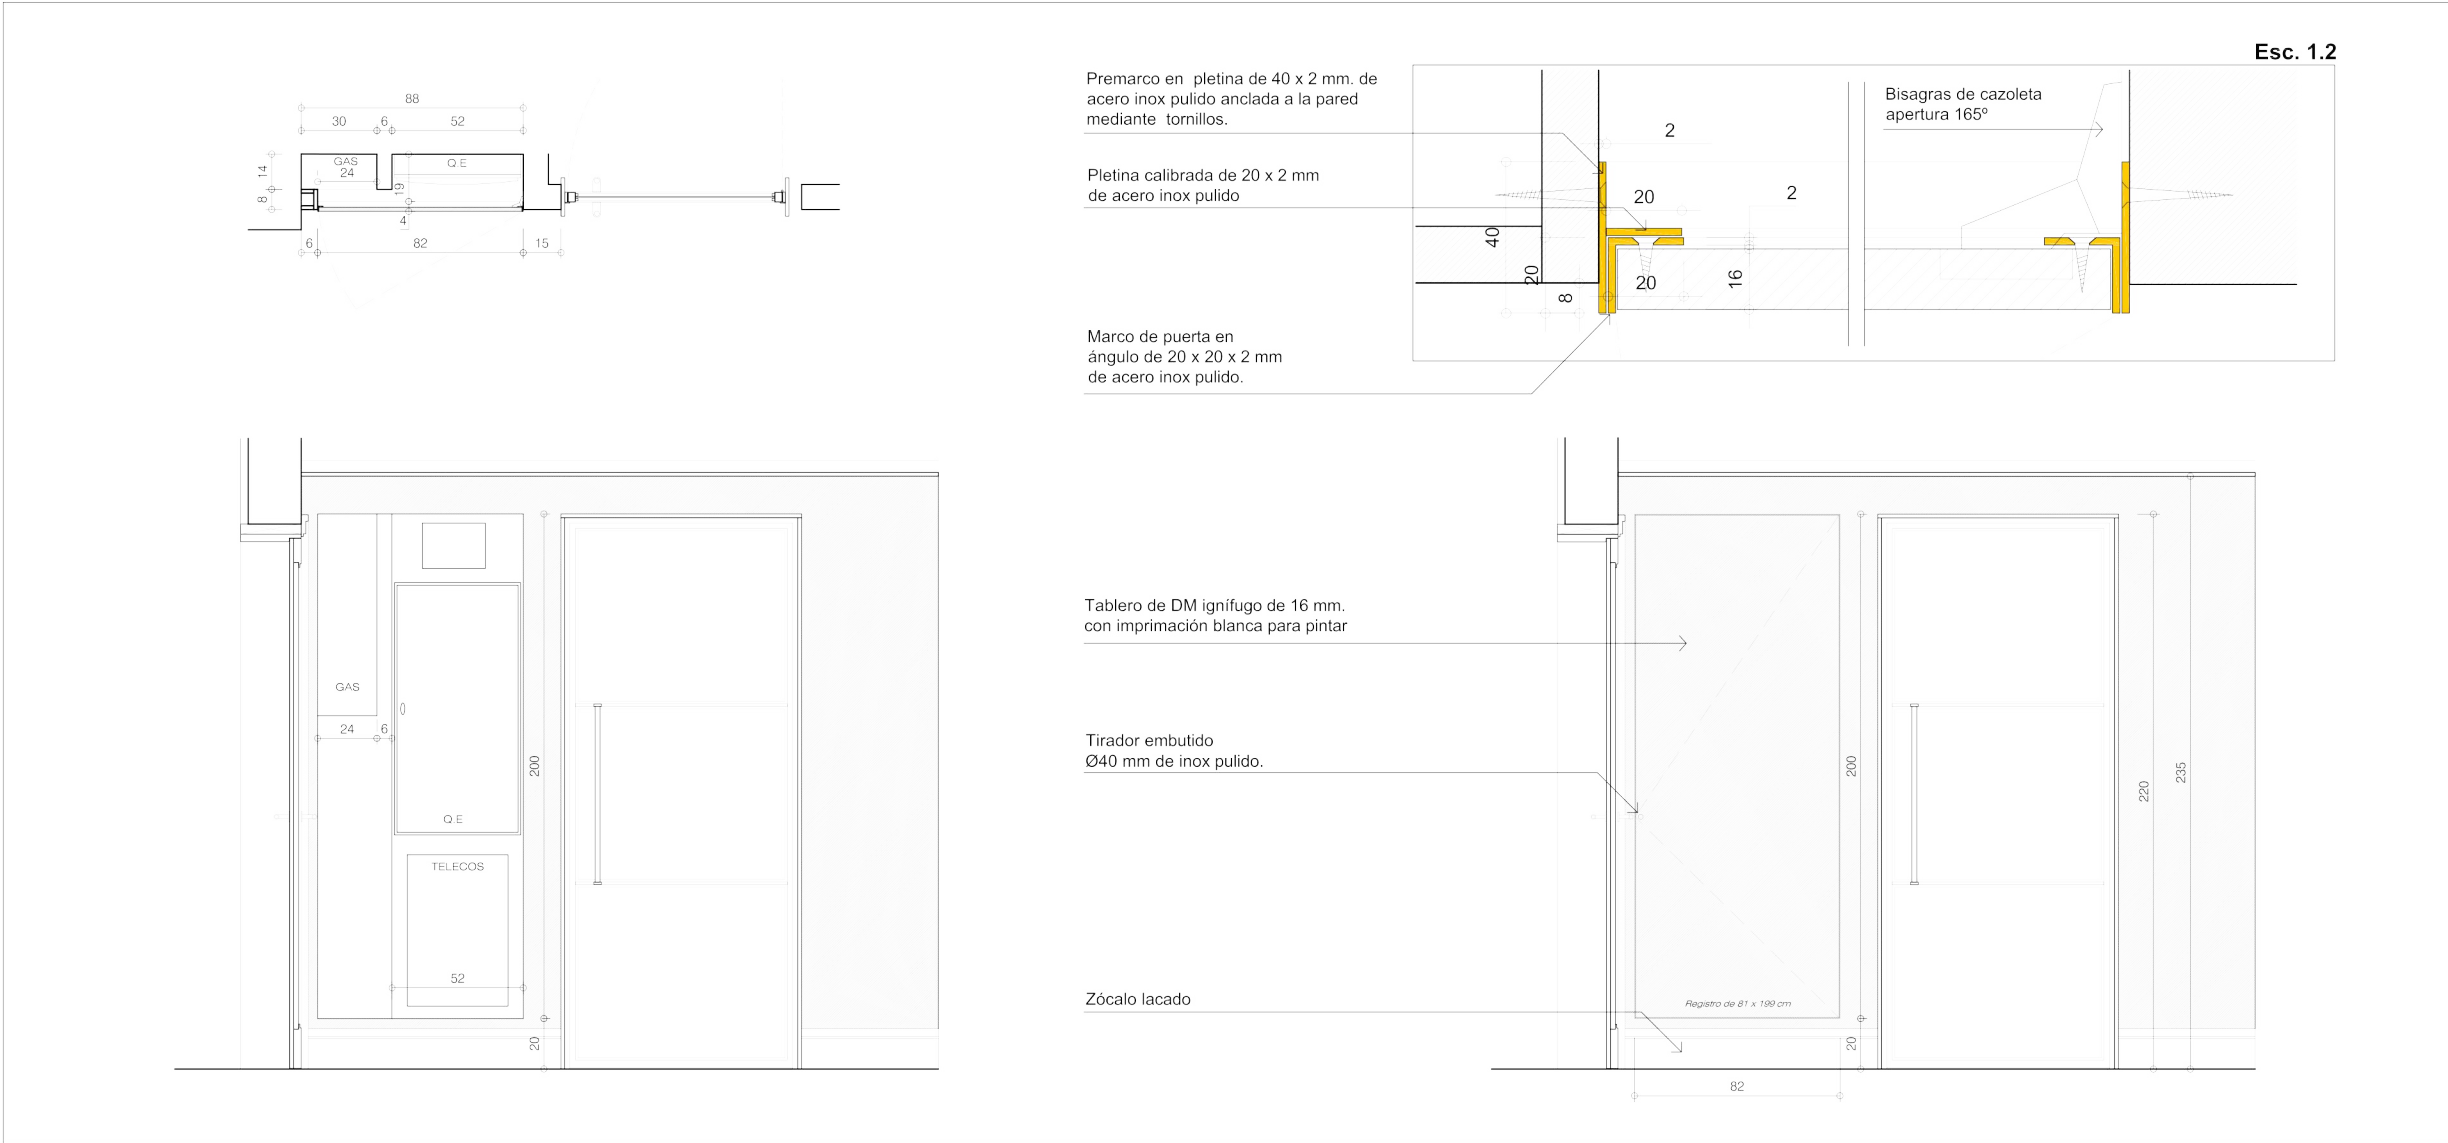 Esc. 1.2
88
30
6
52
GAS
24
Q.E
14
8
19
4
6
82
15
Premarco en pletina de 40 x 2 mm. de
acero inox pulido anclada a la pared
mediante tornillos.
Pletina calibrada de 20 x 2 mm
de acero inox pulido
Marco de puerta en
ángulo de 20 x 20 x 2 mm
de acero inox pulido.
Bisagras de cazoleta
apertura 165º
2
20
2
40
20
8
20
16
GAS
24
6
Q.E
TELECOS
52
200
20
Tablero de DM ignífugo de 16 mm.
con imprimación blanca para pintar
Tirador embutido
Ø40 mm de inox pulido.
Zócalo lacado
Registro de 81 x 199 cm
200
20
220
235
82